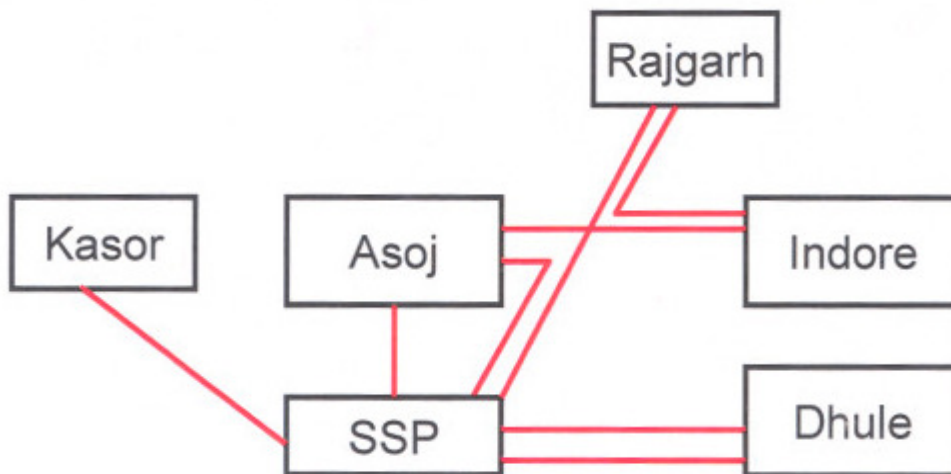 Rajgarh
Kasor
Asoj
Indore
SSP
Dhule